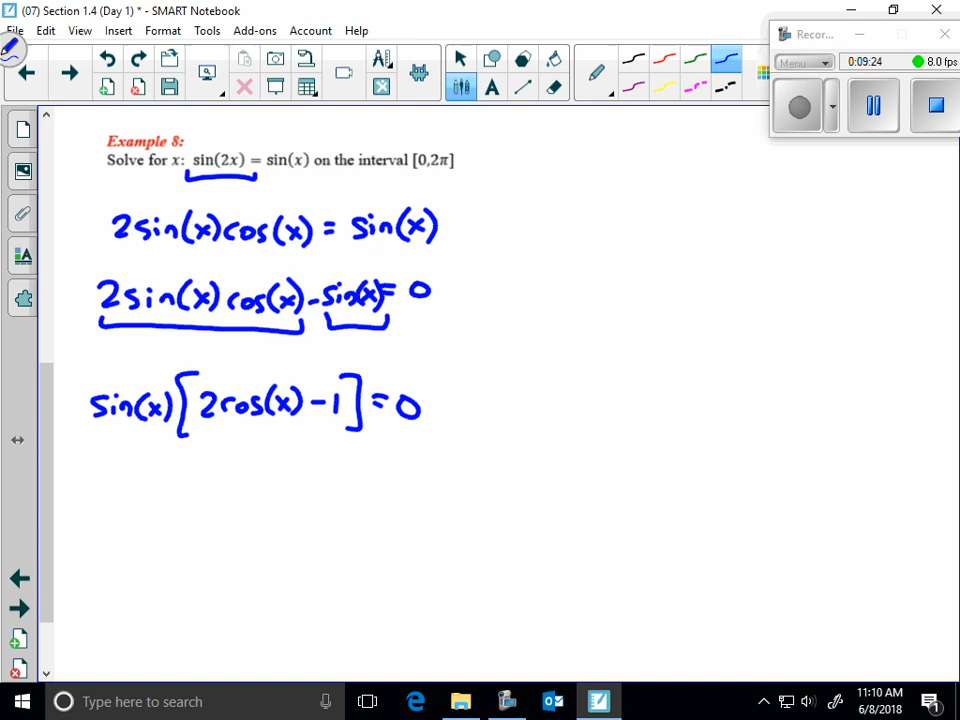 (07) Section 1.4 (Day 1) * - SMART Notebook
File Edit View Insert Format Tools Add-ons Account Help
Recor...
Menu 00:09:24 8.0 fps
Example 8:
Solve for x: sin(2x) = sin(x) on the interval [0,2π]
2sin(x)cos(x) = sin(x)
2sin(x)cos(x) - sin(x) = 0
sin(x)[2cos(x) - 1] = 0
Type here to search
11:10 AM
6/8/2018
1